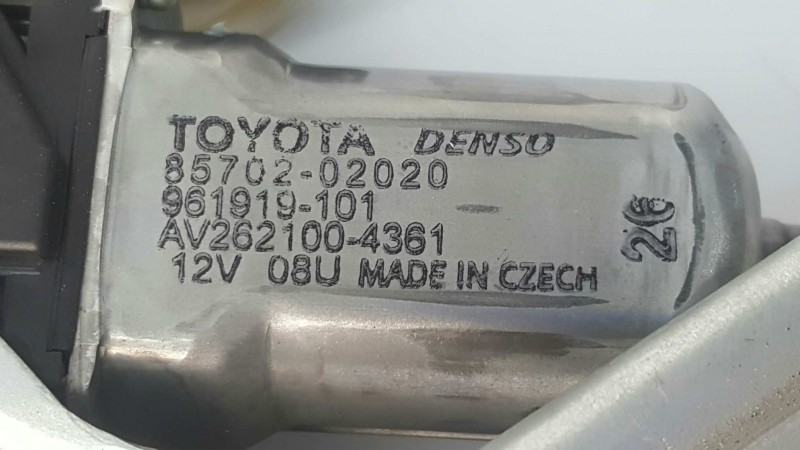 TOYOTA DENSO
85702-02020
961919-101
AV262100-4361
12V 08U MADE IN CZECH
26